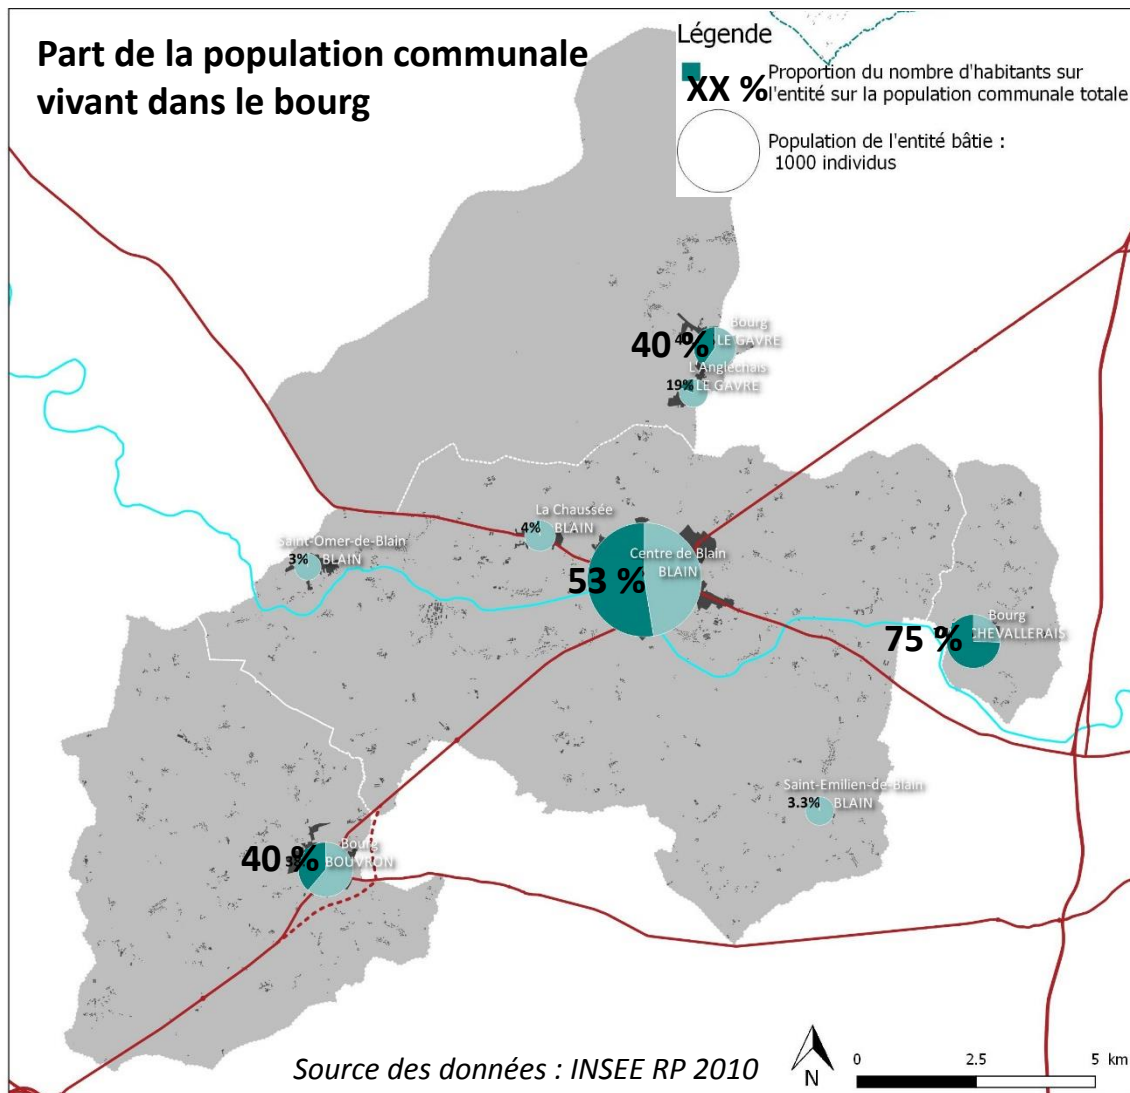 Part de la population communale
vivant dans le bourg
Légende
XX %
Proportion du nombre d'habitants sur
l'entité sur la population communale totale
Population de l'entité bâtie :
1000 individus
Bourg
LE GAVRE
40 %
L'Angléchais
LE GAVRE
19%
La Chaussée
BLAIN
4%
Saint-Omer-de-Blain
BLAIN
3%
Centre de Blain
BLAIN
53 %
Bourg
CHEVALLERAIS
75 %
Saint-Emilien-de-Blain
BLAIN
3.3%
Bourg
BOUVRON
40 %
Source des données : INSEE RP 2010
N
0 2.5 5 km